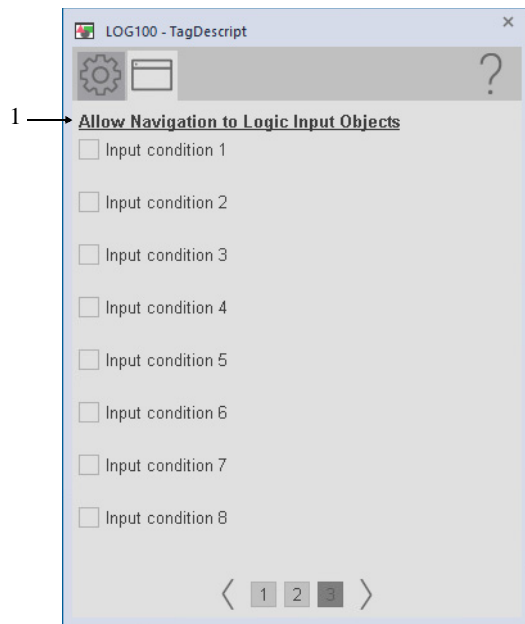 LOG100 - TagDescript
×
?
1
Allow Navigation to Logic Input Objects
Input condition 1
Input condition 2
Input condition 3
Input condition 4
Input condition 5
Input condition 6
Input condition 7
Input condition 8
1 2 3